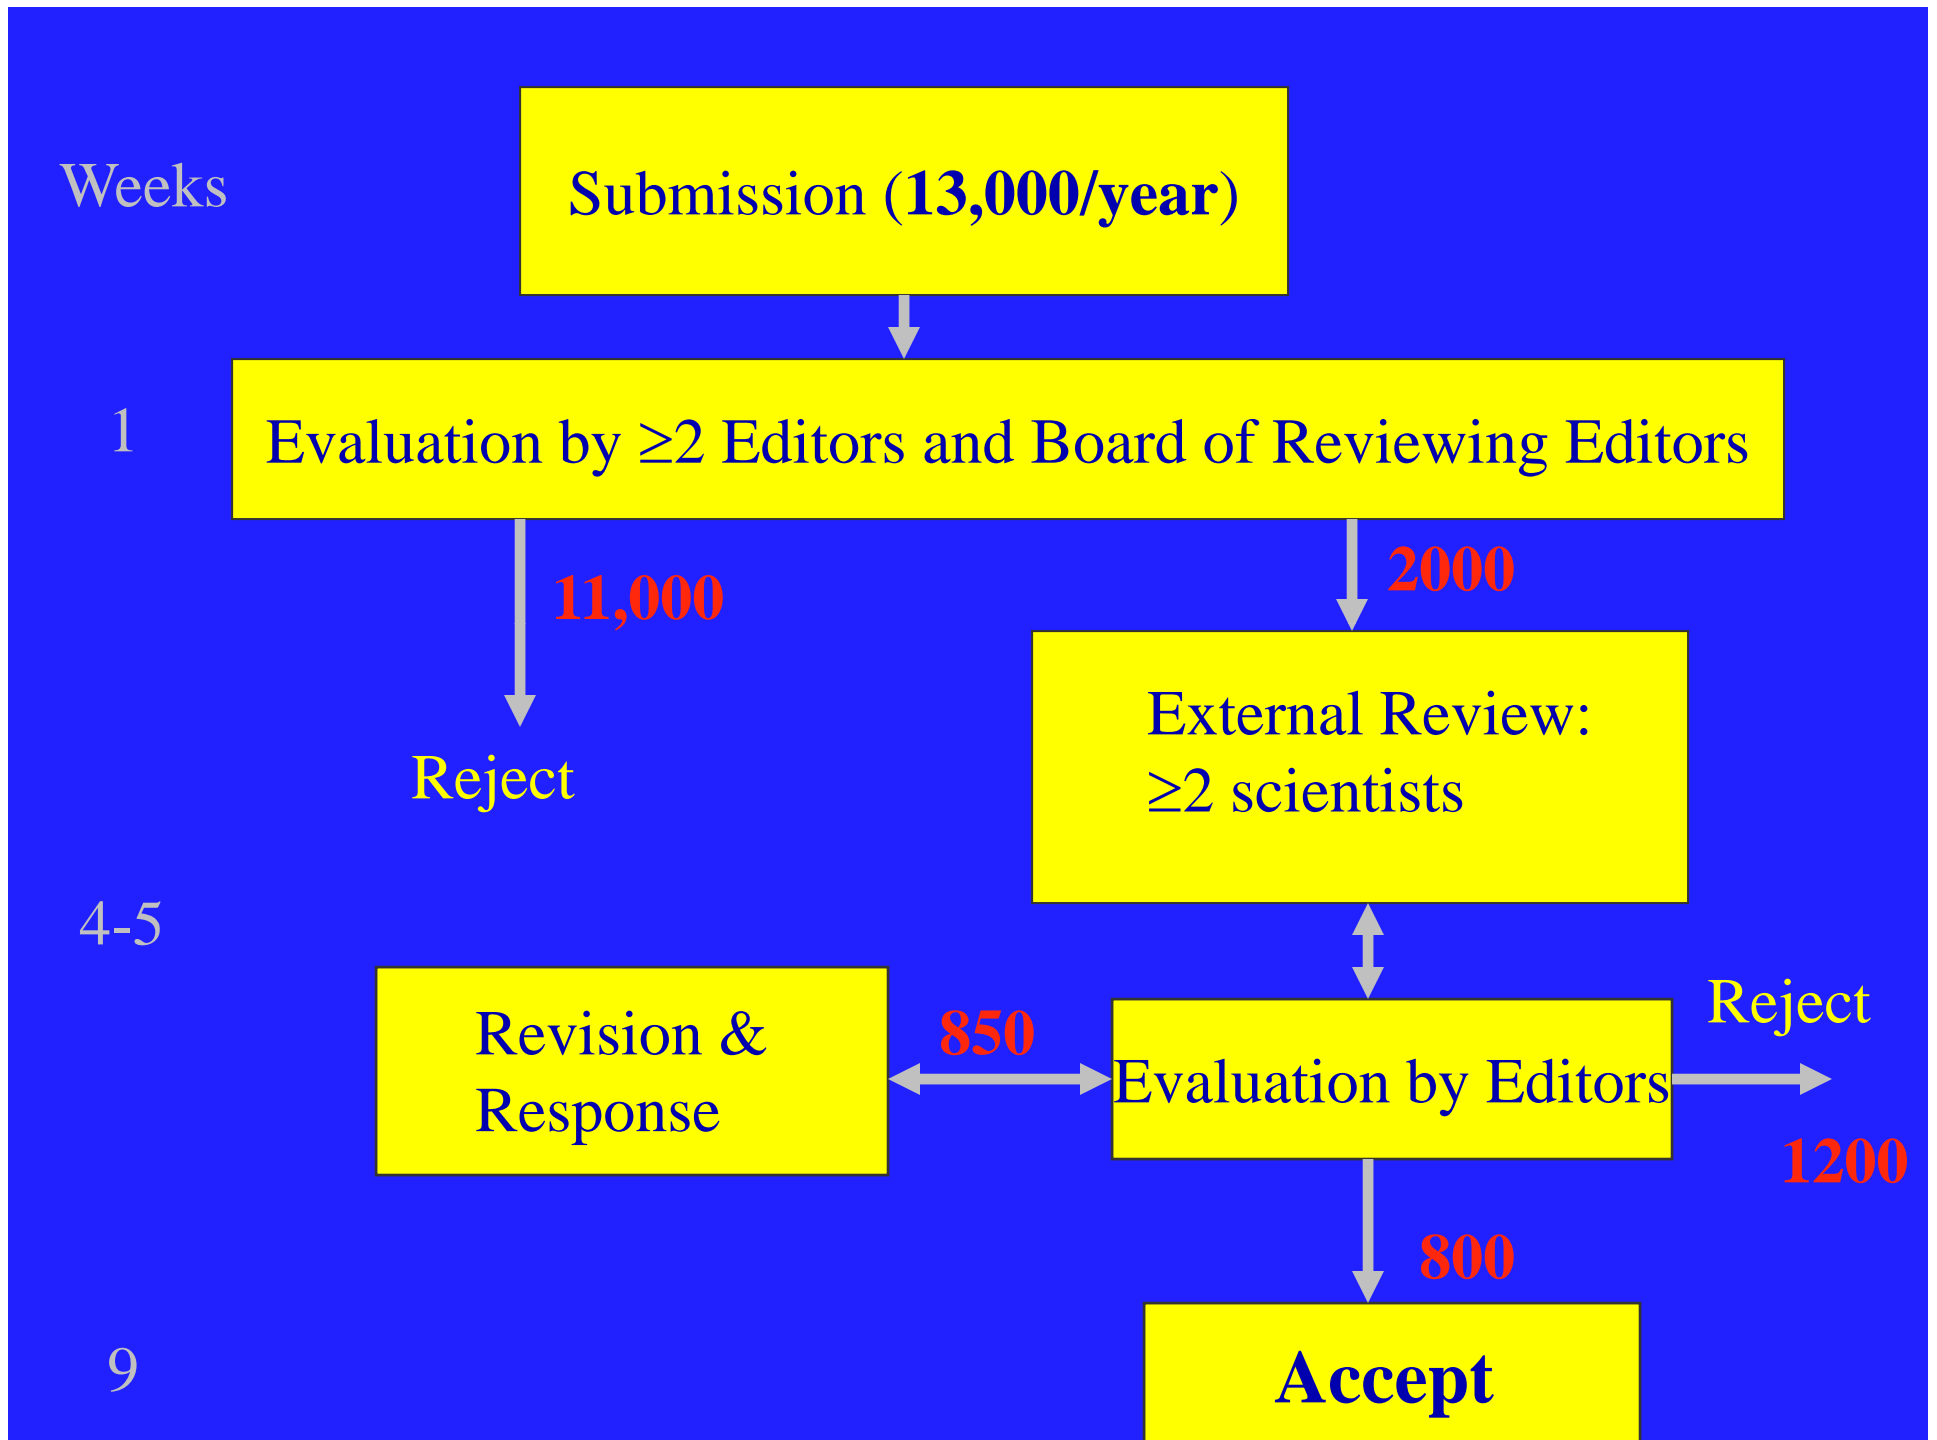 Weeks
Submission (13,000/year)
1
Evaluation by ≥2 Editors and Board of Reviewing Editors
11,000
2000
Reject
External Review:
≥2 scientists
4-5
Revision &
Response
850
Evaluation by Editors
Reject
1200
800
9
Accept